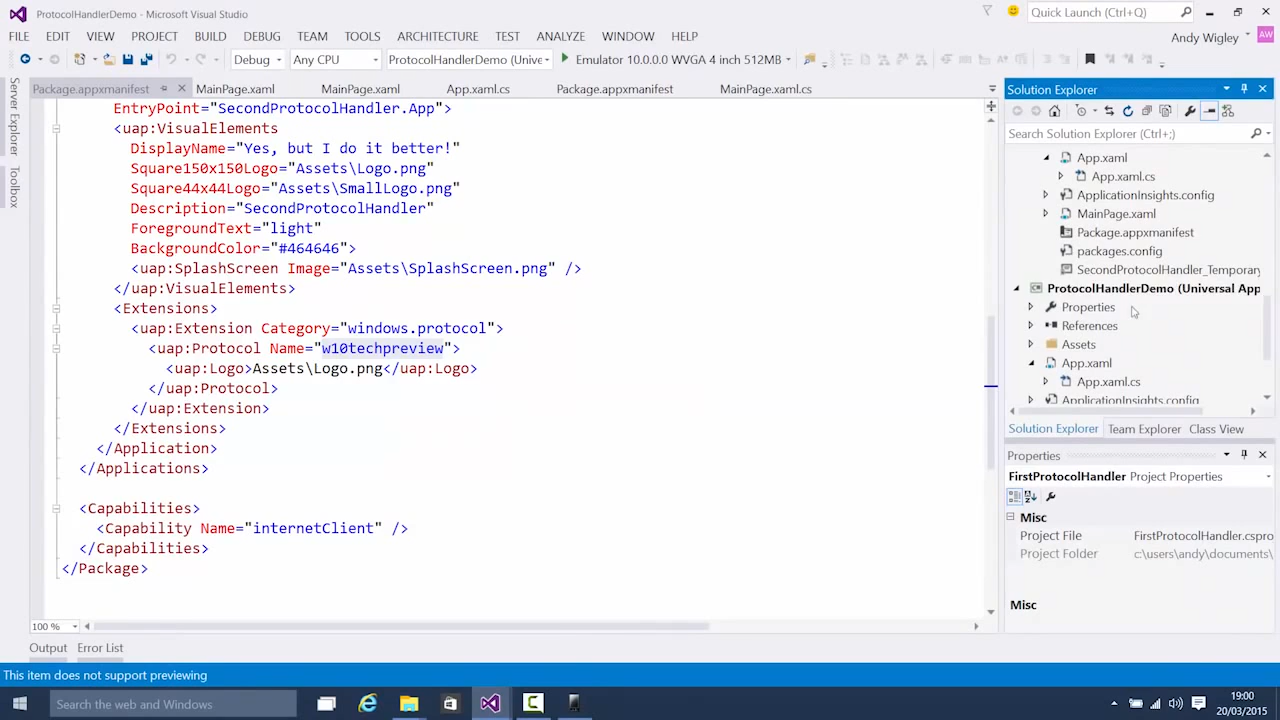 ProtocolHandlerDemo - Microsoft Visual Studio
Quick Launch (Ctrl+Q)
FILE EDIT VIEW PROJECT BUILD DEBUG TEAM TOOLS ARCHITECTURE TEST ANALYZE WINDOW HELP
Andy Wigley AW
Debug Any CPU ProtocolHandlerDemo (Unive Emulator 10.0.0.0 WVGA 4 inch 512MB
Server Explorer
Toolbox
Package.appxmanifest MainPage.xaml MainPage.xaml App.xaml.cs Package.appxmanifest MainPage.xaml.cs
EntryPoint="SecondProtocolHandler.App">
<uap:VisualElements
DisplayName="Yes, but I do it better!"
Square150x150Logo="Assets\Logo.png"
Square44x44Logo="Assets\SmallLogo.png"
Description="SecondProtocolHandler"
ForegroundText="light"
BackgroundColor="#464646">
<uap:SplashScreen Image="Assets\SplashScreen.png" />
</uap:VisualElements>
<Extensions>
<uap:Extension Category="windows.protocol">
<uap:Protocol Name="w10techpreview">
<uap:Logo>Assets\Logo.png</uap:Logo>
</uap:Protocol>
</uap:Extension>
</Extensions>
</Application>
</Applications>
<Capabilities>
<Capability Name="internetClient" />
</Capabilities>
</Package>
100 %
Output Error List
Solution Explorer
Search Solution Explorer (Ctrl+;)
App.xaml
App.xaml.cs
ApplicationInsights.config
MainPage.xaml
Package.appxmanifest
packages.config
SecondProtocolHandler_Temporary
ProtocolHandlerDemo (Universal App
Properties
References
Assets
App.xaml
App.xaml.cs
ApplicationInsights.config
Solution Explorer Team Explorer Class View
Properties
FirstProtocolHandler Project Properties
Misc
Project File FirstProtocolHandler.cspro
Project Folder c:\users\andy\documents\
Misc
This item does not support previewing
Search the web and Windows
19:00
20/03/2015